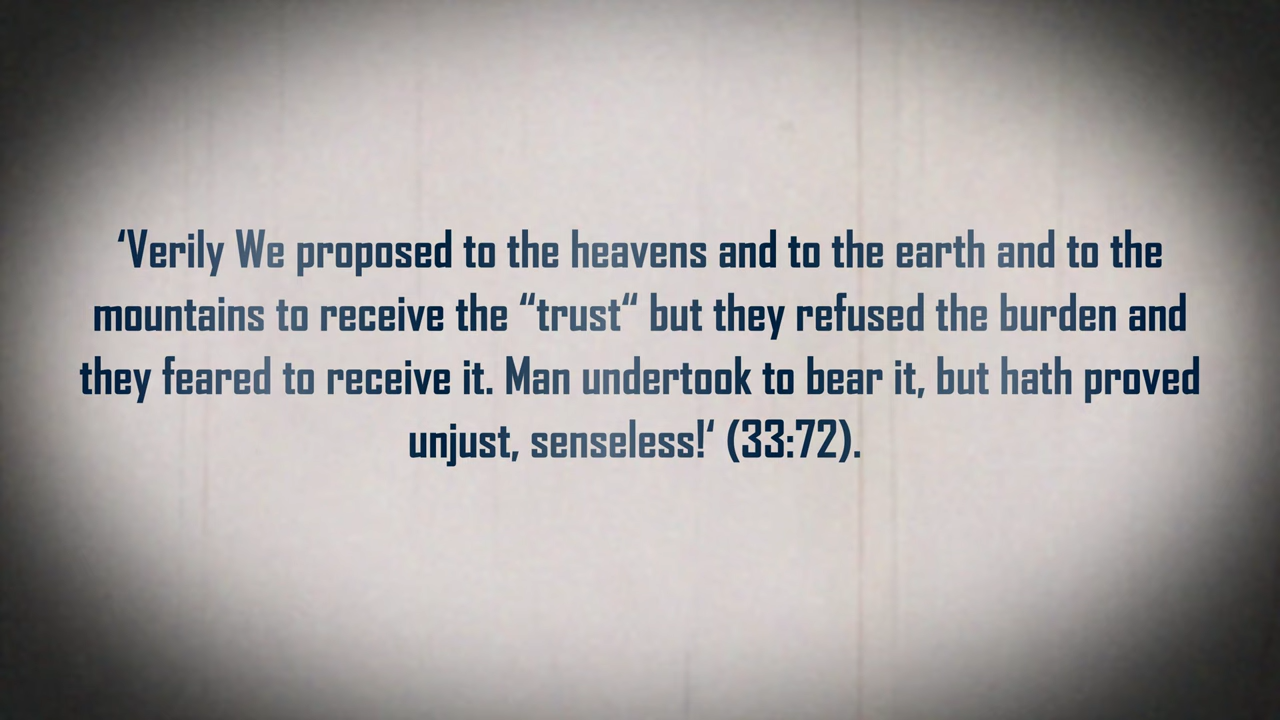 ‘Verily We proposed to the heavens and to the earth and to the
mountains to receive the “trust“ but they refused the burden and
they feared to receive it. Man undertook to bear it, but hath proved
unjust, senseless!‘ (33:72).